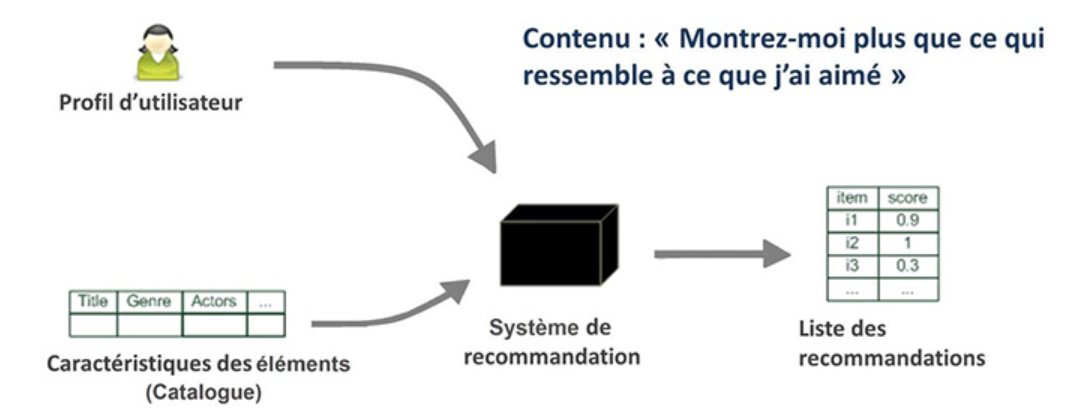 Contenu : « Montrez-moi plus que ce qui
ressemble à ce que j'ai aimé »
Profil d'utilisateur
item score
i1 0.9
i2 1
i3 0.3
... ...
Title Genre Actors ...
Système de
recommandation
Liste des
recommandations
Caractéristiques des éléments
(Catalogue)